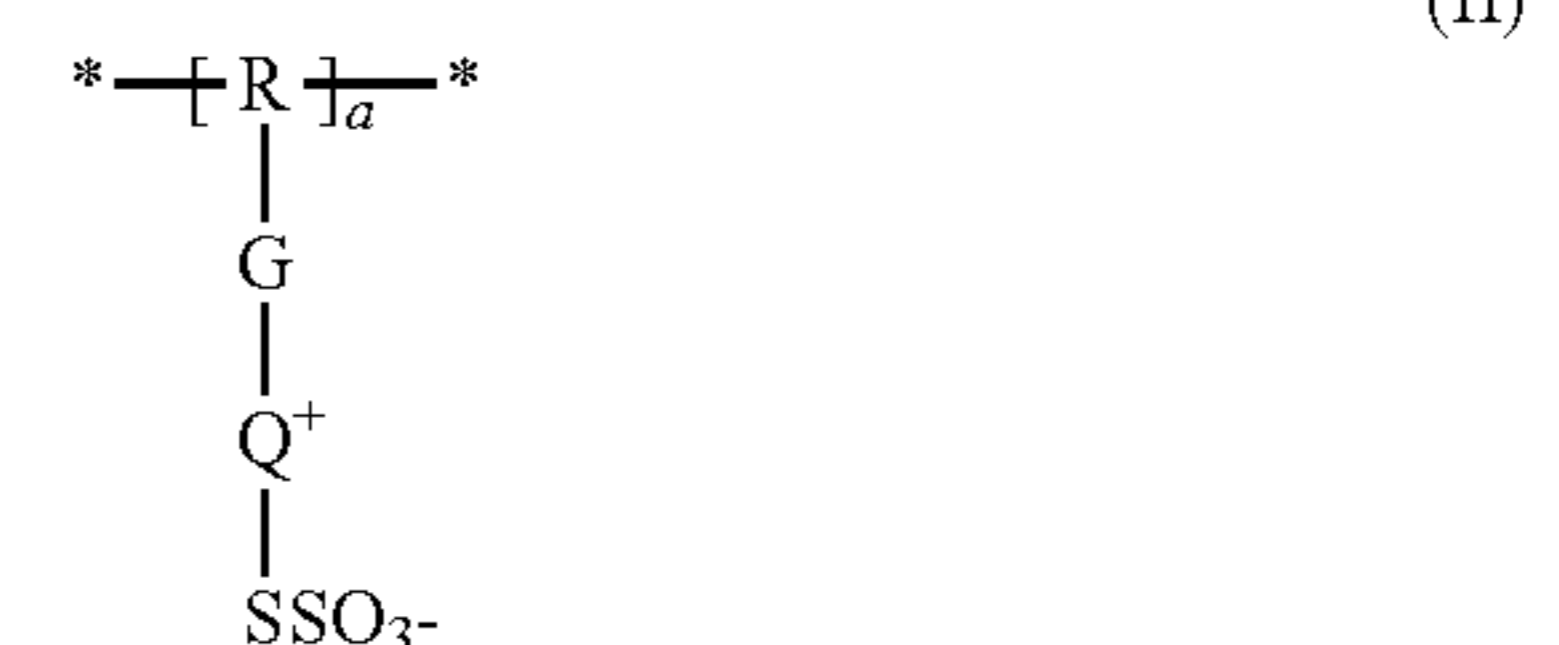 (II)
*—[R]a—*
G
Q+
SSO3-